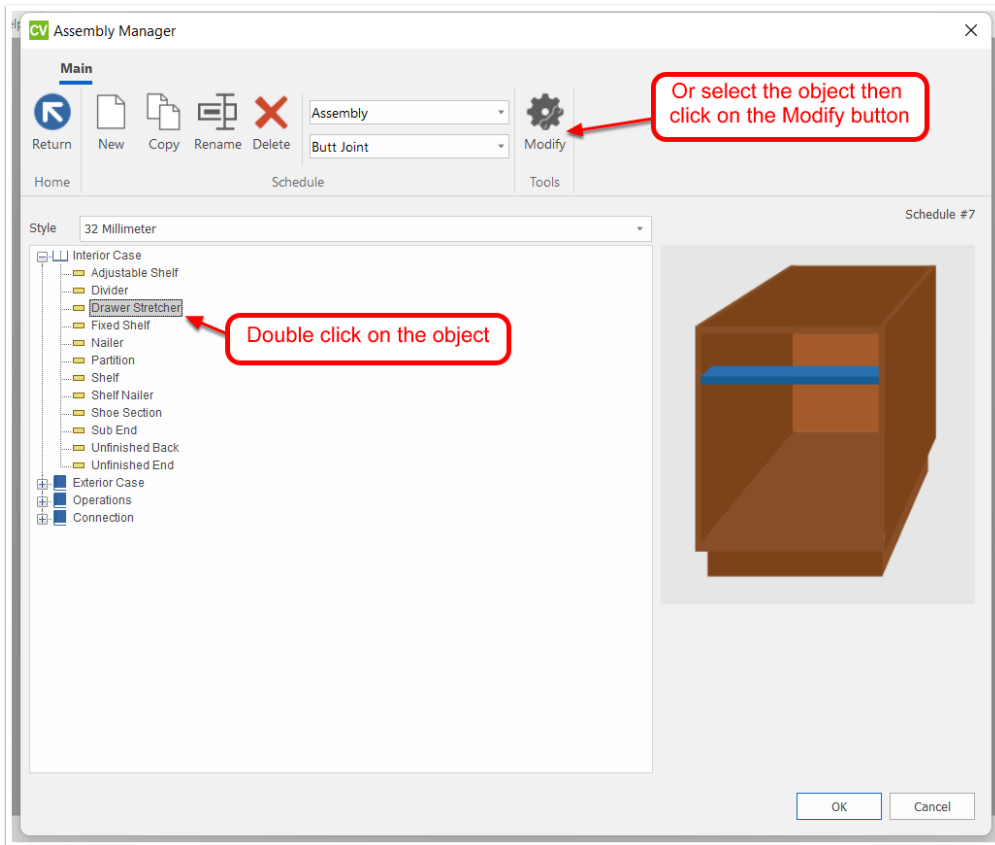 elp
CV Assembly Manager
Main
Or select the object then
click on the Modify button
Assembly
Butt Joint
Return
New
Copy
Rename
Delete
Modify
Home
Schedule
Tools
Schedule #7
Style
32 Millimeter
Interior Case
Adjustable Shelf
Divider
Drawer Stretcher
Fixed Shelf
Double click on the object
Nailer
Partition
Shelf
Shelf Nailer
Shoe Section
Sub End
Unfinished Back
Unfinished End
Exterior Case
Operations
Connection
OK
Cancel